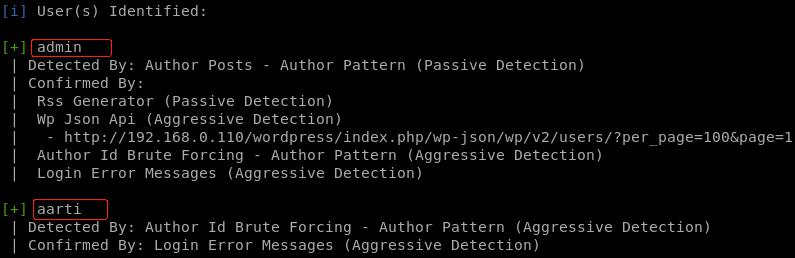 [i] User(s) Identified:
[+] admin
| Detected By: Author Posts - Author Pattern (Passive Detection)
| Confirmed By:
|  Rss Generator (Passive Detection)
|  Wp Json Api (Aggressive Detection)
|   - http://192.168.0.110/wordpress/index.php/wp-json/wp/v2/users/?per_page=100&page=1
|  Author Id Brute Forcing - Author Pattern (Aggressive Detection)
|  Login Error Messages (Aggressive Detection)
[+] aarti
| Detected By: Author Id Brute Forcing - Author Pattern (Aggressive Detection)
| Confirmed By: Login Error Messages (Aggressive Detection)